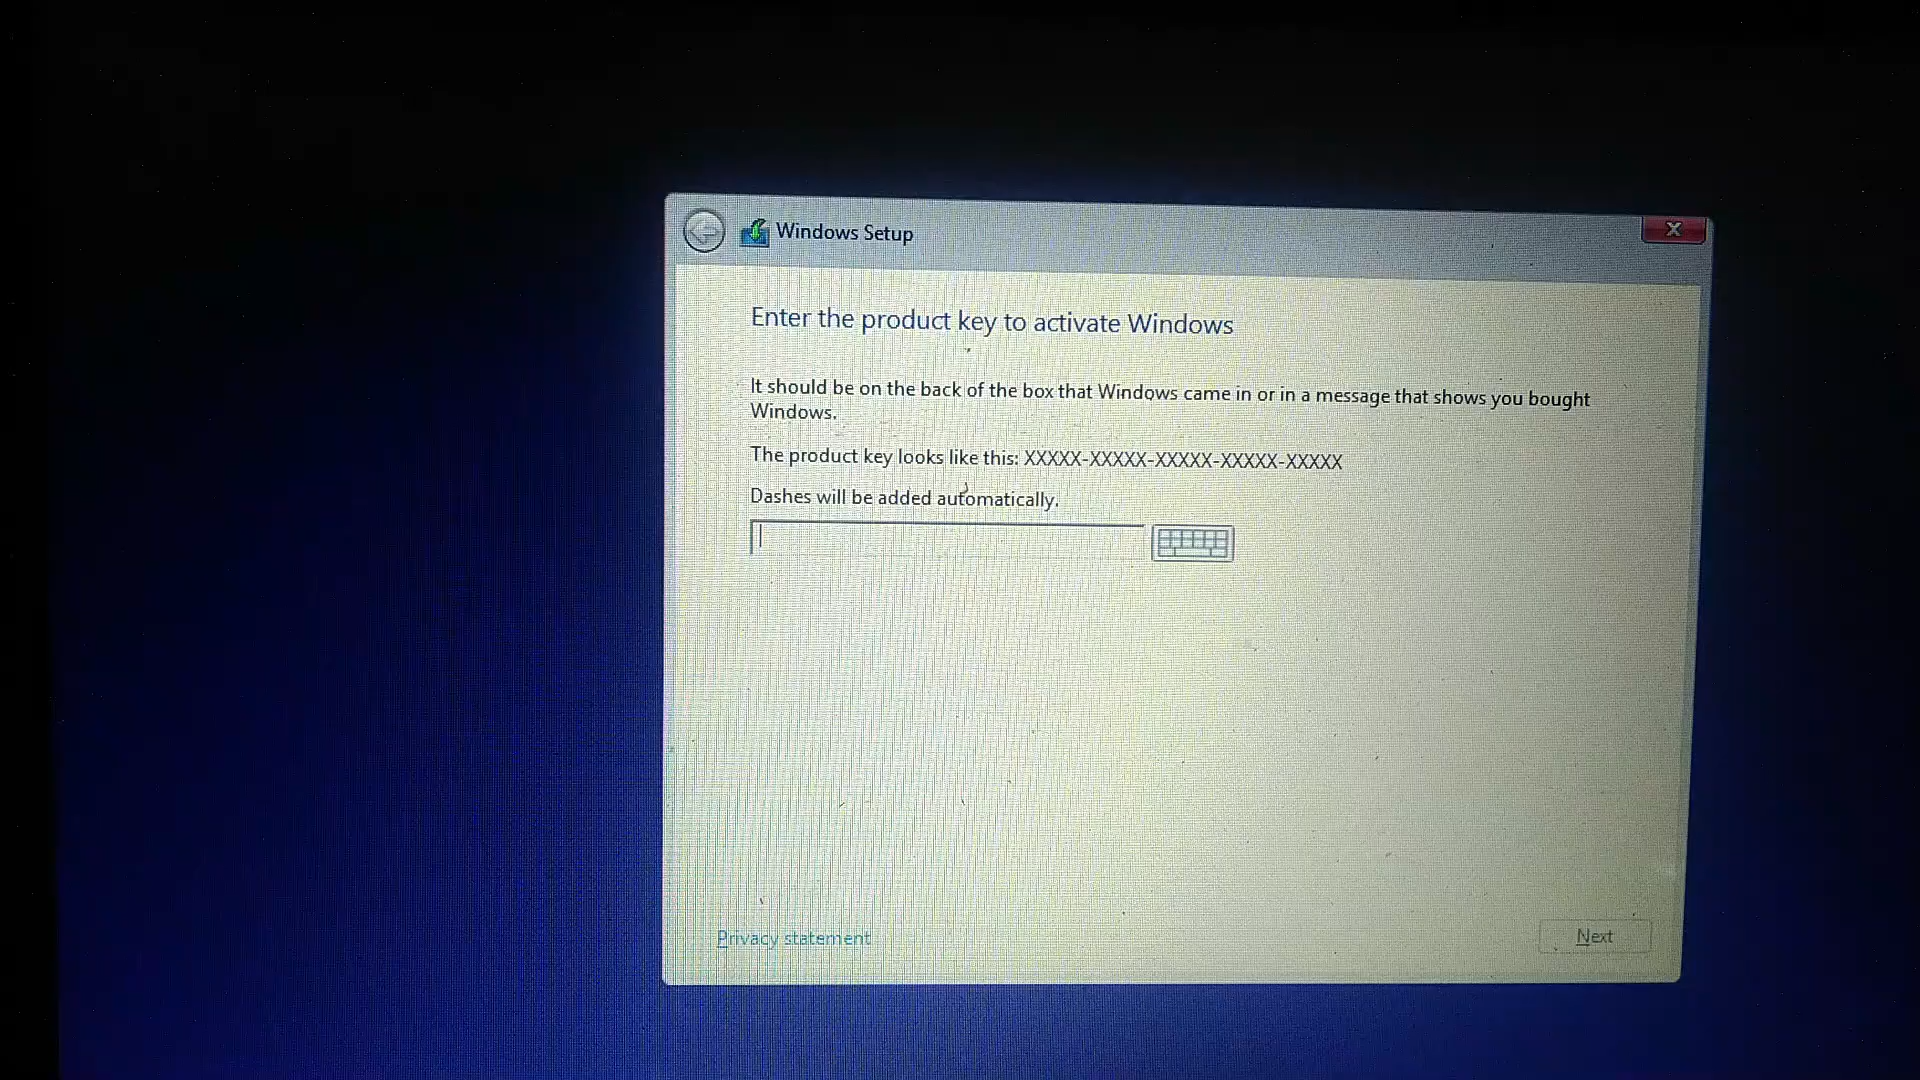 Windows Setup
X
Enter the product key to activate Windows
It should be on the back of the box that Windows came in or in a message that shows you bought
Windows.
The product key looks like this: XXXXX-XXXXX-XXXXX-XXXXX-XXXXX
Dashes will be added automatically.
Privacy statement
Next